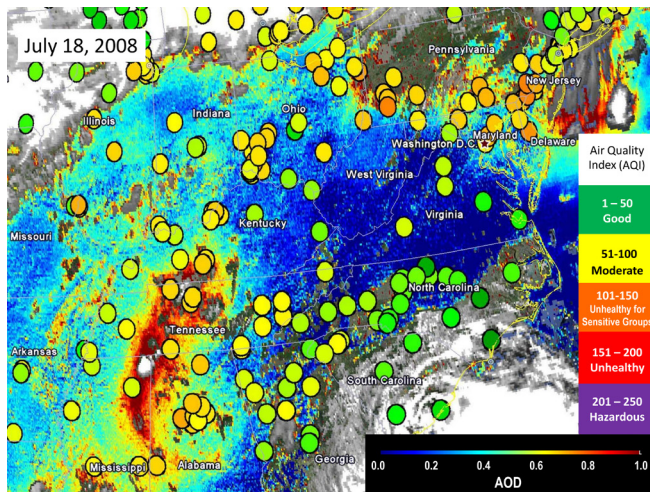 July 18, 2008
Pennsylvania
New Jersey
Ohio
Indiana
Illinois
Maryland
Delaware
Washington D.C.
West Virginia
Virginia
Kentucky
Missouri
North Carolina
Tennessee
Arkansas
South Carolina
Mississippi
Alabama
Georgia
Air Quality
Index (AQI)
1 – 50
Good
51-100
Moderate
101-150
Unhealthy for
Sensitive Groups
151 – 200
Unhealthy
201 – 250
Hazardous
0.0 0.2 0.4 0.6 0.8 1.0
AOD